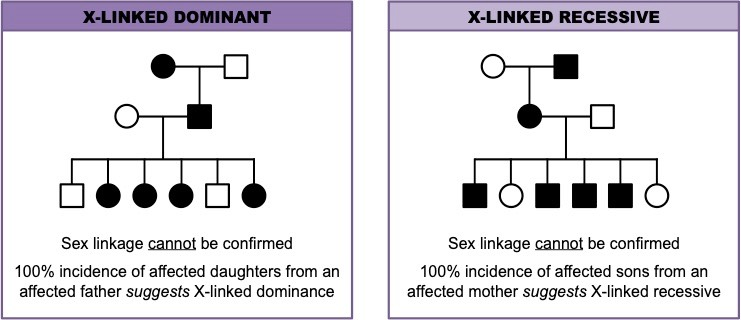 X-LINKED DOMINANT
Sex linkage cannot be confirmed
100% incidence of affected daughters from an
affected father suggests X-linked dominance
X-LINKED RECESSIVE
Sex linkage cannot be confirmed
100% incidence of affected sons from an
affected mother suggests X-linked recessive